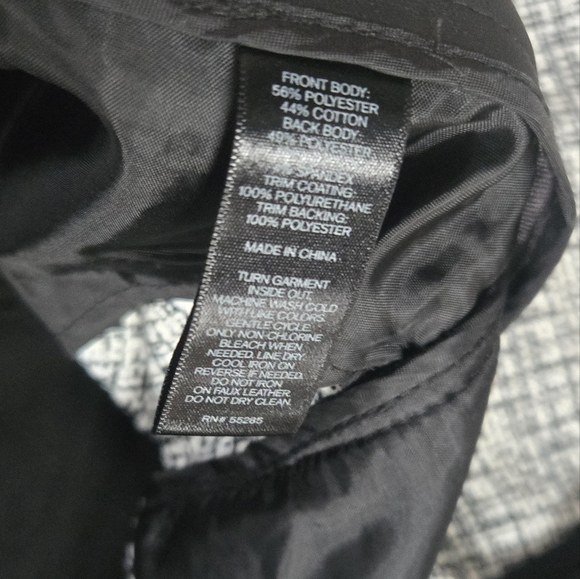 FRONT BODY:
56% POLYESTER
44% COTTON
BACK BODY:
POLYESTER
SPANDEX
TRIM COATING:
100% POLYURETHANE
TRIM BACKING:
100% POLYESTER
MADE IN CHINA
TURN GARMENT
INSIDE OUT.
MACHINE WASH COLD
WITH LIKE COLORS.
GENTLE CYCLE.
ONLY NON-CHLORINE
BLEACH WHEN
NEEDED. LINE DRY.
COOL IRON ON
REVERSE IF NEEDED.
DO NOT IRON
ON FAUX LEATHER.
DO NOT DRY CLEAN.
RN# 55285